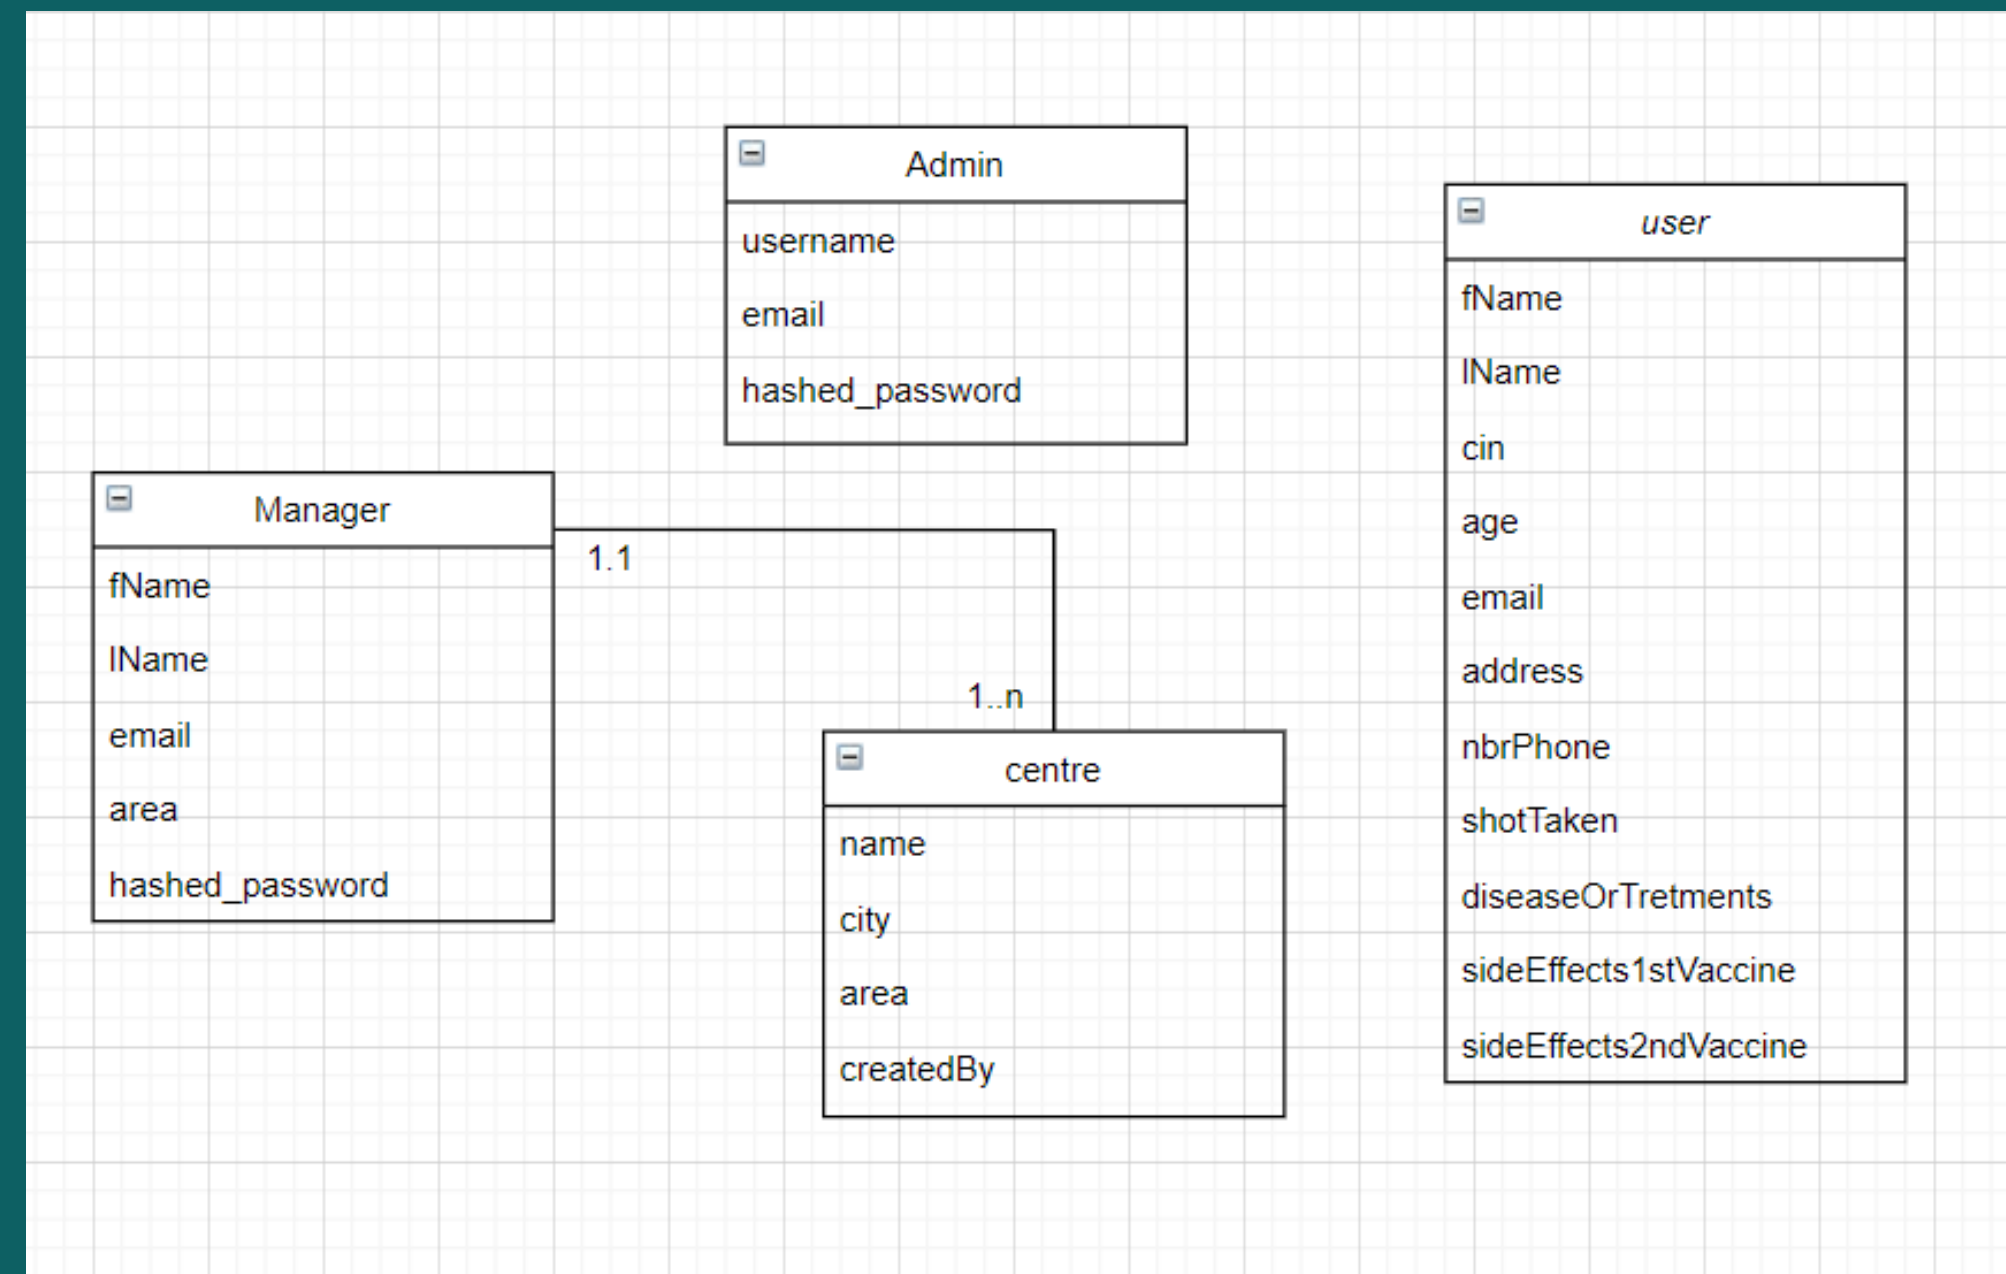 Admin
username
email
hashed_password
user
fName
lName
cin
age
email
address
nbrPhone
shotTaken
diseaseOrTretments
sideEffects1stVaccine
sideEffects2ndVaccine
Manager
fName
lName
email
area
hashed_password
1.1
1..n
centre
name
city
area
createdBy